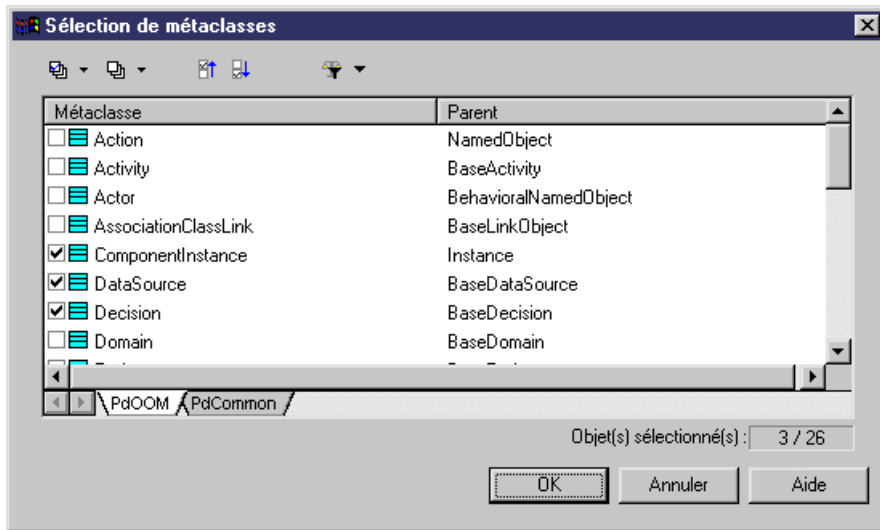 Sélection de métaclasses
Métaclasse Parent
Action NamedObject
Activity BaseActivity
Actor BehavioralNamedObject
AssociationClassLink BaseLinkObject
ComponentInstance Instance
DataSource BaseDataSource
Decision BaseDecision
Domain BaseDomain
PdOOM PdCommon
Objet(s) sélectionné(s) : 3 / 26
OK Annuler Aide